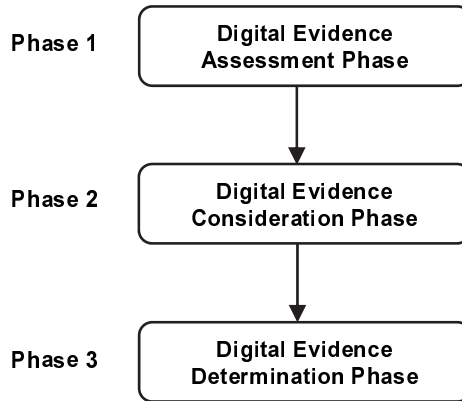 Phase 1
Digital Evidence
Assessment Phase
Phase 2
Digital Evidence
Consideration Phase
Phase 3
Digital Evidence
Determination Phase